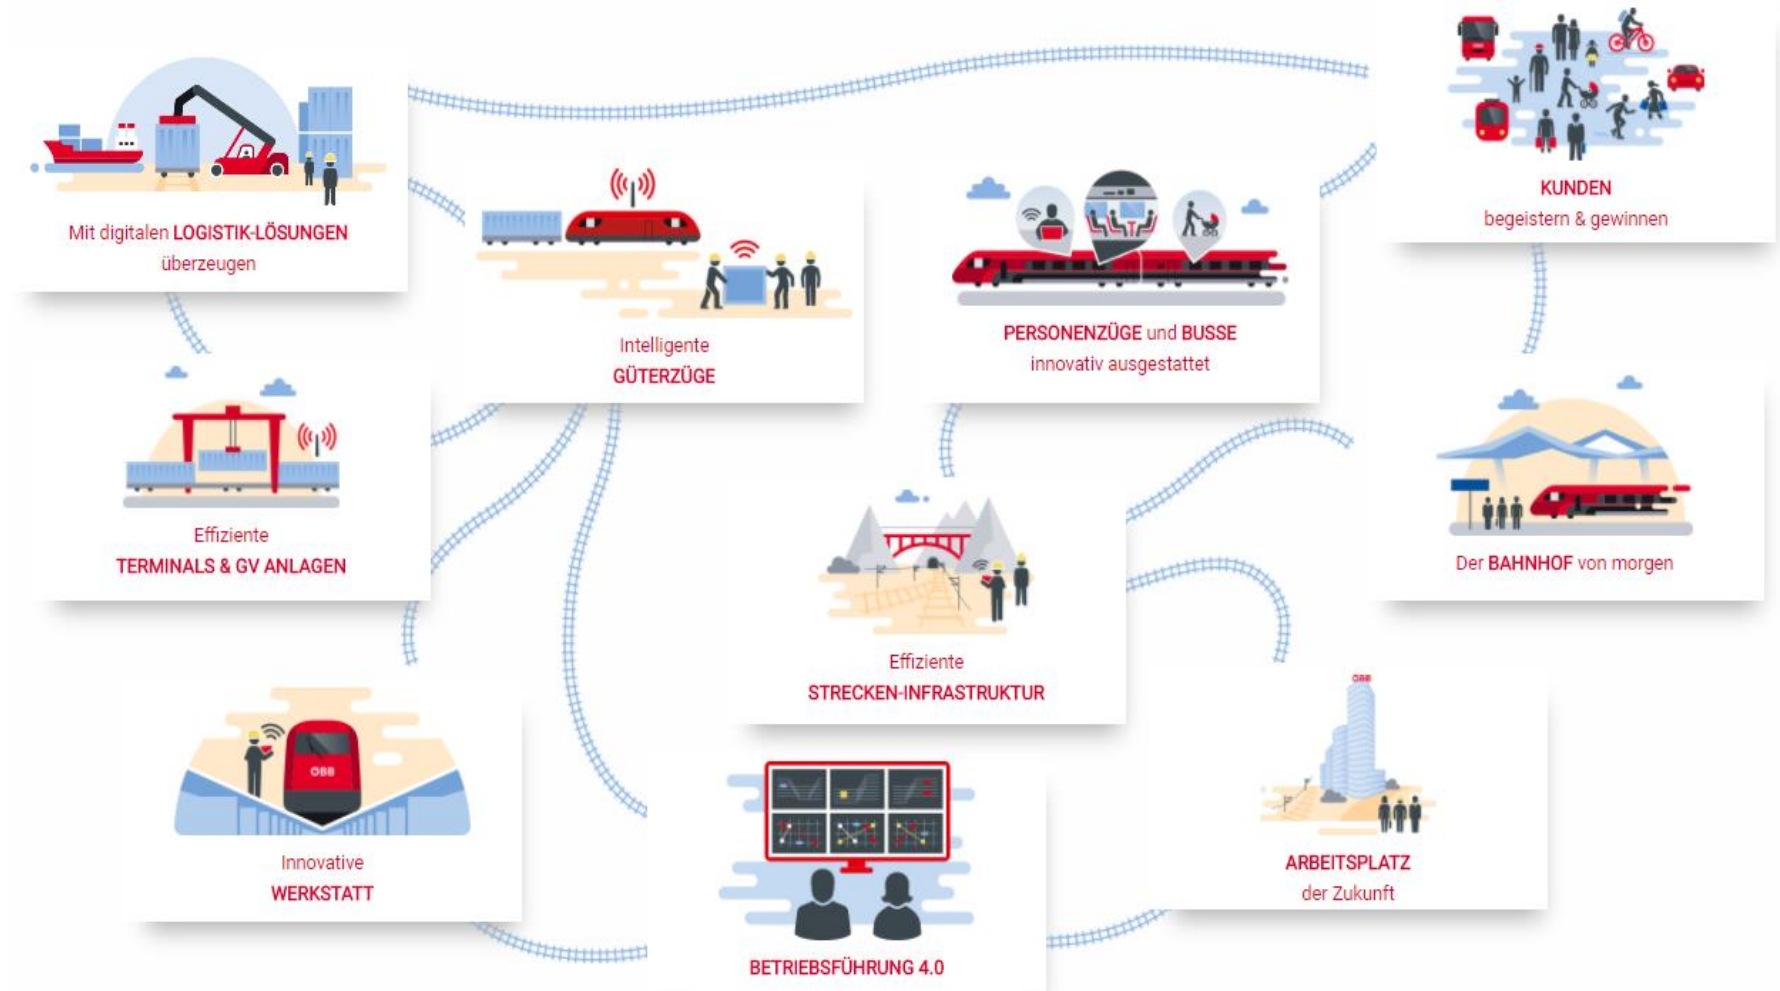 KUNDEN
begeistern & gewinnen
Mit digitalen LOGISTIK-LÖSUNGEN
überzeugen
Intelligente
GÜTERZÜGE
PERSONENZÜGE und BUSSE
innovativ ausgestattet
Effiziente
TERMINALS & GV ANLAGEN
Der BAHNHOF von morgen
Effiziente
STRECKEN-INFRASTRUKTUR
ÖBB
Innovative
WERKSTATT
ÖBB
ARBEITSPLATZ
der Zukunft
BETRIEBSFÜHRUNG 4.0